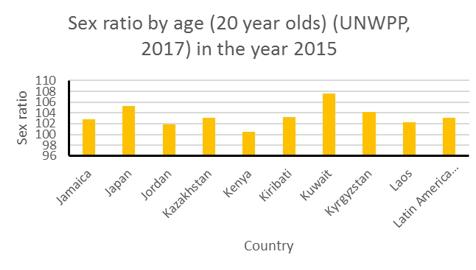 Sex ratio by age (20 year olds) (UNWPP,
2017) in the year 2015
Sex ratio
110
108
106
104
102
100
98
96
Jamaica
Japan
Jordan
Kazakhstan
Kenya
Kiribati
Kuwait
Kyrgyzstan
Laos
Latin America...
Country